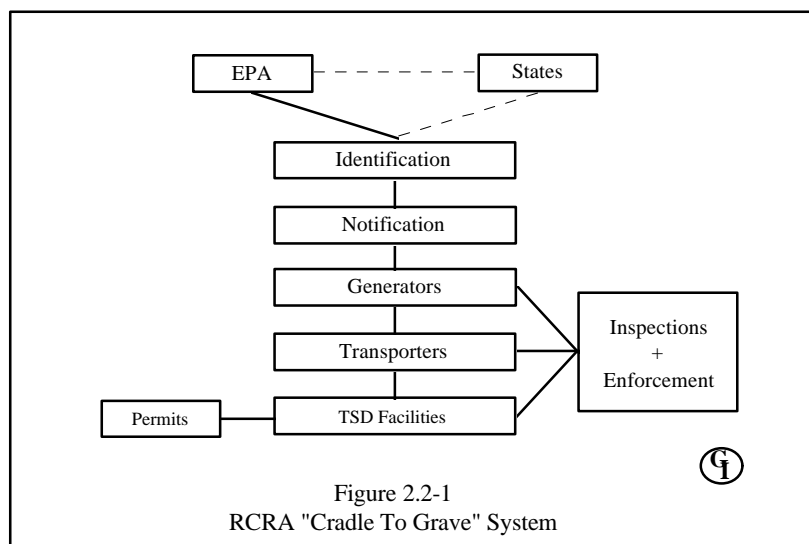 EPA
States
Identification
Notification
Generators
Transporters
TSD Facilities
Permits
Inspections
+
Enforcement
GI
Figure 2.2-1
RCRA "Cradle To Grave" System